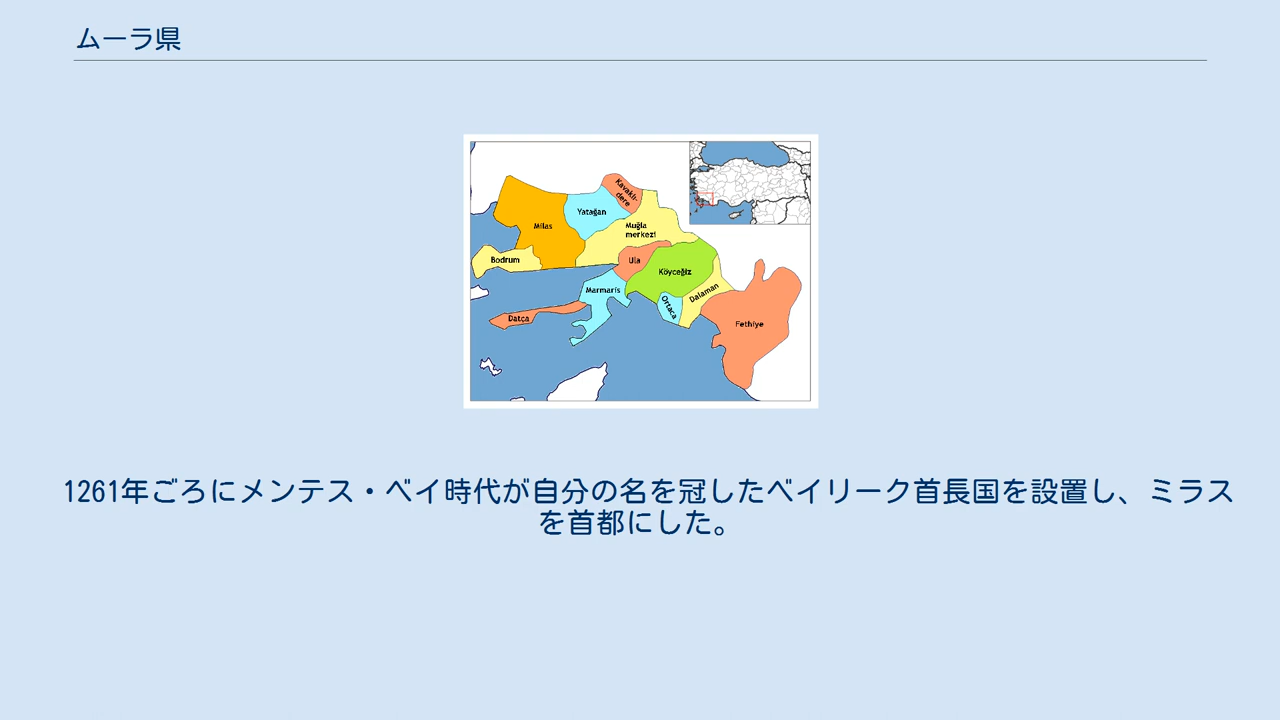 ムーラ県
Kavaklı-
dere
Yatağan
Milas
Muğla
merkezi
Bodrum
Ula
Köyceğiz
Marmaris
Ortaca
Dalaman
Datça
Fethiye
1261年ごろにメンテス・ベイ時代が自分の名を冠したベイリーク首長国を設置し、ミラス
を首都にした。